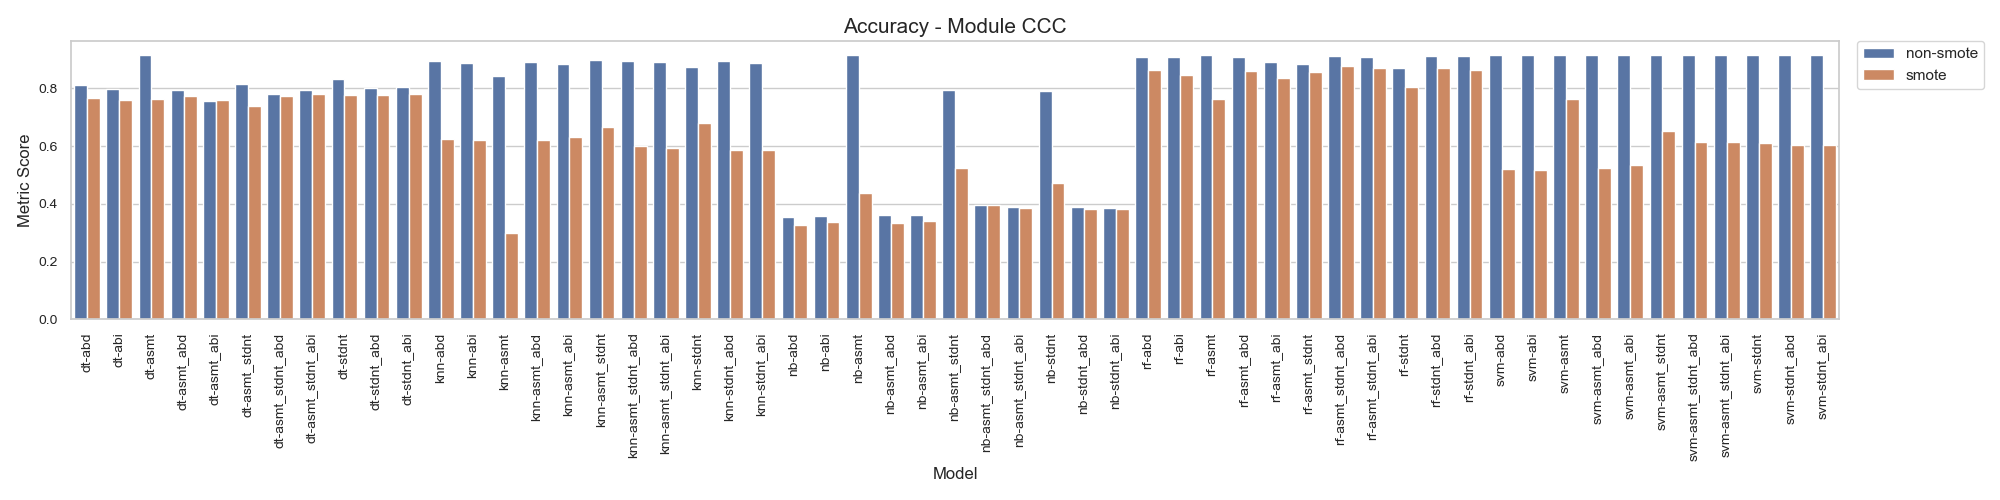 Accuracy - Module CCC
non-smote
smote
Metric Score
0.8
0.6
0.4
0.2
0.0
dt-abd
dt-abi
dt-asmt
dt-asmt_abd
dt-asmt_abi
dt-asmt_stdnt
dt-asmt_stdnt_abd
dt-asmt_stdnt_abi
dt-stdnt
dt-stdnt_abd
dt-stdnt_abi
knn-abd
knn-abi
knn-asmt
knn-asmt_abd
knn-asmt_abi
knn-asmt_stdnt
knn-asmt_stdnt_abd
knn-asmt_stdnt_abi
knn-stdnt
knn-stdnt_abd
knn-stdnt_abi
nb-abd
nb-abi
nb-asmt
nb-asmt_abd
nb-asmt_abi
nb-asmt_stdnt
nb-asmt_stdnt_abd
nb-asmt_stdnt_abi
nb-stdnt
nb-stdnt_abd
nb-stdnt_abi
rf-abd
rf-abi
rf-asmt
rf-asmt_abd
rf-asmt_abi
rf-asmt_stdnt
rf-asmt_stdnt_abd
rf-asmt_stdnt_abi
rf-stdnt
rf-stdnt_abd
rf-stdnt_abi
svm-abd
svm-abi
svm-asmt
svm-asmt_abd
svm-asmt_abi
svm-asmt_stdnt
svm-asmt_stdnt_abd
svm-asmt_stdnt_abi
svm-stdnt
svm-stdnt_abd
svm-stdnt_abi
Model